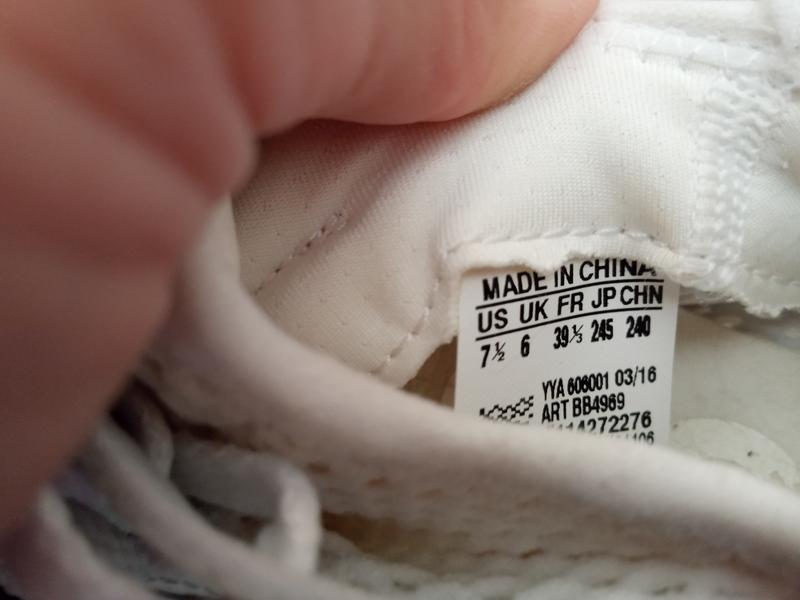 MADE IN CHINA
US UK FR JP CHN
7½ 6 39⅓ 245 240
YYA 606001 03/16
ART BB4969